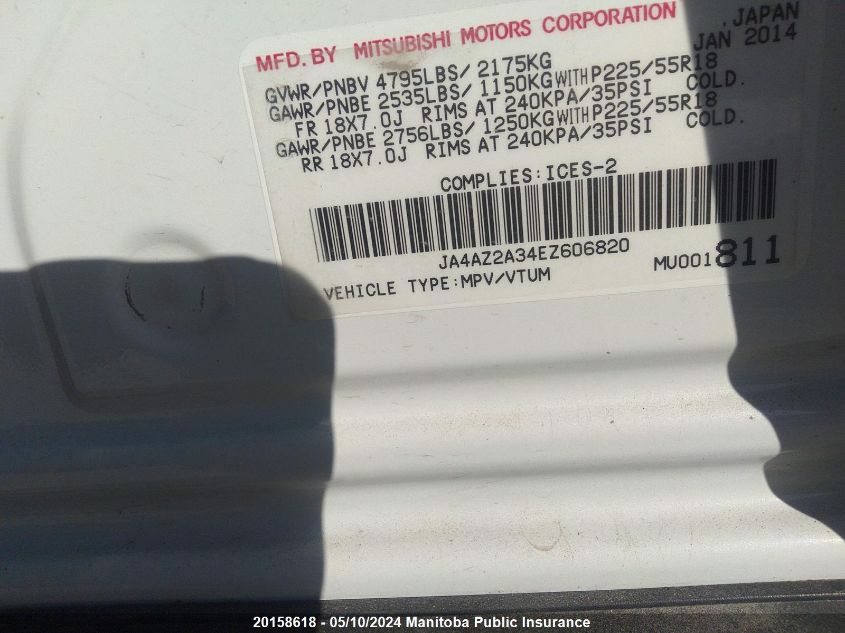 MFD. BY MITSUBISHI MOTORS CORPORATION , JAPAN
JAN 2014
GVWR/PNBV 4795LBS/ 2175KG
GAWR/PNBE 2535LBS/ 1150KG WITH P225/55R18
FR 18X7.0J RIMS AT 240KPA/35PSI COLD.
GAWR/PNBE 2756LBS/ 1250KG WITH P225/55R18
RR 18X7.0J RIMS AT 240KPA/35PSI COLD.
COMPLIES:ICES-2
JA4AZ2A34EZ606820
VEHICLE TYPE:MPV/VTUM MU001811
20158618 - 05/10/2024 Manitoba Public Insurance